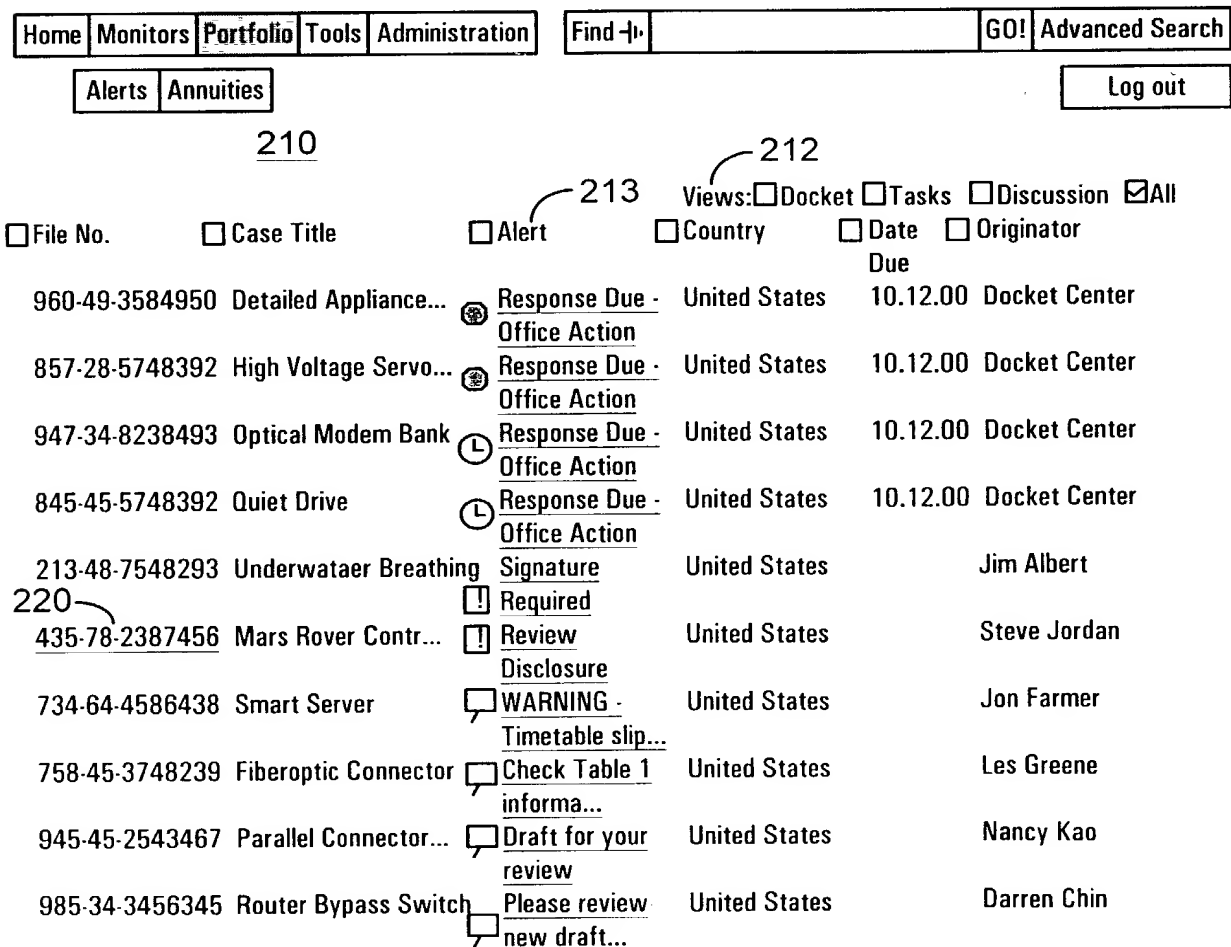 Home Monitors Portfolio Tools Administration Find GO! Advanced Search
Alerts Annuities Log out
210
212
213 Views: Docket Tasks Discussion All
File No. Case Title Alert Country Date Originator
Due
960-49-3584950 Detailed Appliance... Response Due - United States 10.12.00 Docket Center
Office Action
857-28-5748392 High Voltage Servo... Response Due - United States 10.12.00 Docket Center
Office Action
947-34-8238493 Optical Modem Bank Response Due - United States 10.12.00 Docket Center
Office Action
845-45-5748392 Quiet Drive Response Due - United States 10.12.00 Docket Center
Office Action
213-48-7548293 Underwataer Breathing Signature United States Jim Albert
220 ! Required
435-78-2387456 Mars Rover Contr... ! Review United States Steve Jordan
Disclosure
734-64-4586438 Smart Server WARNING - United States Jon Farmer
Timetable slip...
758-45-3748239 Fiberoptic Connector Check Table 1 United States Les Greene
informa...
945-45-2543467 Parallel Connector... Draft for your United States Nancy Kao
review
985-34-3456345 Router Bypass Switch Please review United States Darren Chin
new draft...